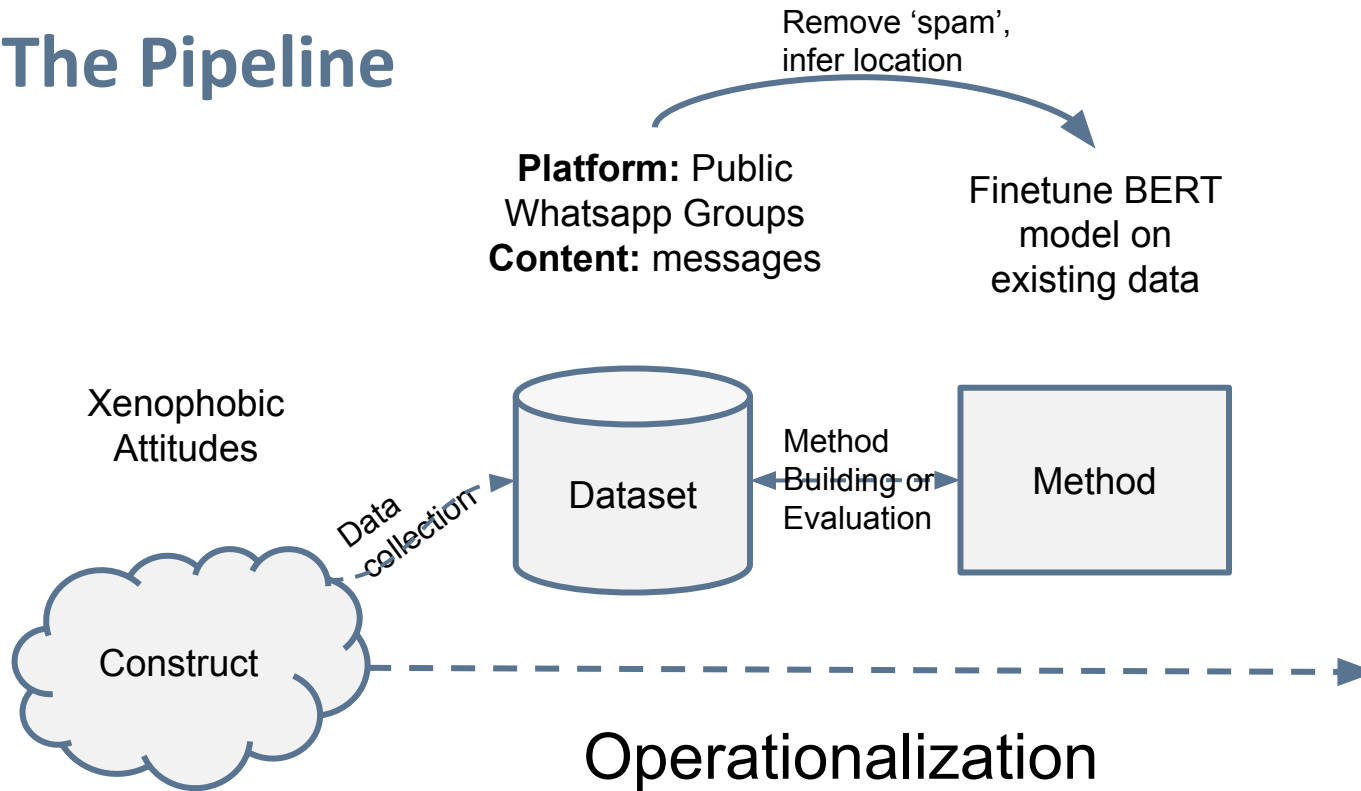 The Pipeline
Remove ‘spam’,
infer location
Platform: Public
Whatsapp Groups
Content: messages
Finetune BERT
model on
existing data
Xenophobic
Attitudes
Data
collection
Dataset
Method
Building or
Evaluation
Method
Construct
Operationalization